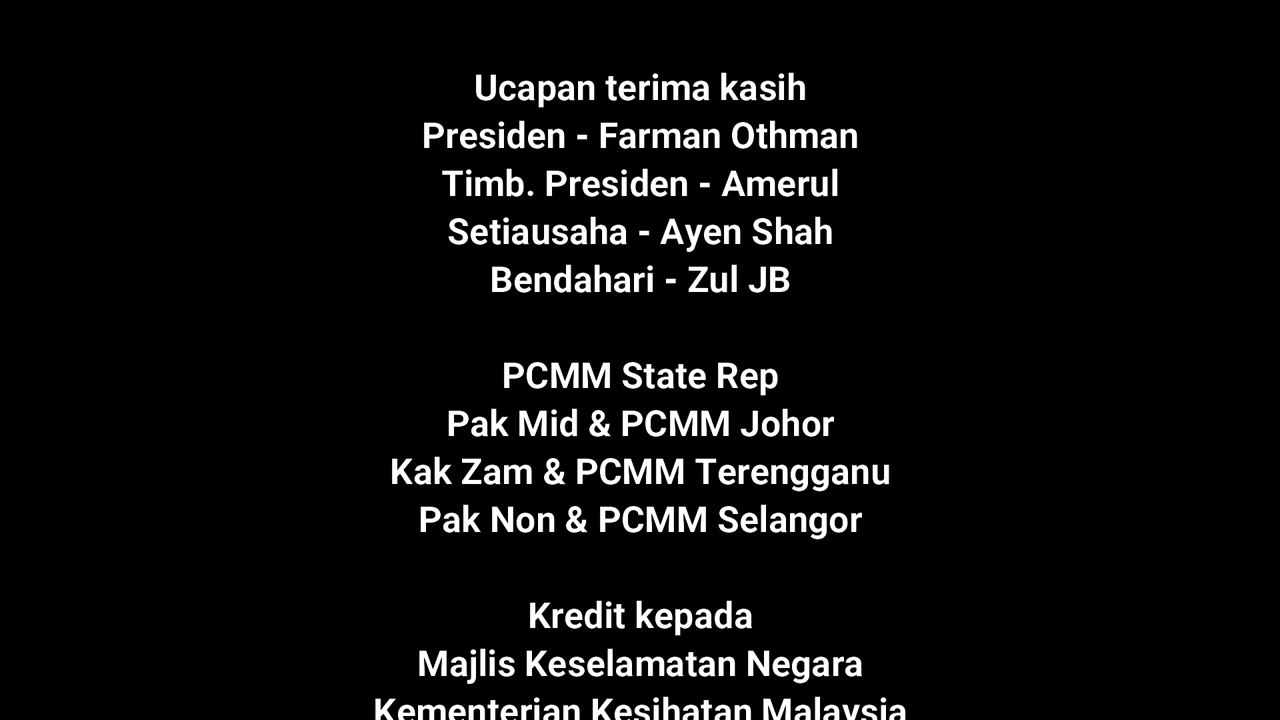 Ucapan terima kasih
Presiden - Farman Othman
Timb. Presiden - Amerul
Setiausaha - Ayen Shah
Bendahari - Zul JB
PCMM State Rep
Pak Mid & PCMM Johor
Kak Zam & PCMM Terengganu
Pak Non & PCMM Selangor
Kredit kepada
Majlis Keselamatan Negara
Kementerian Kesihatan Malaysia